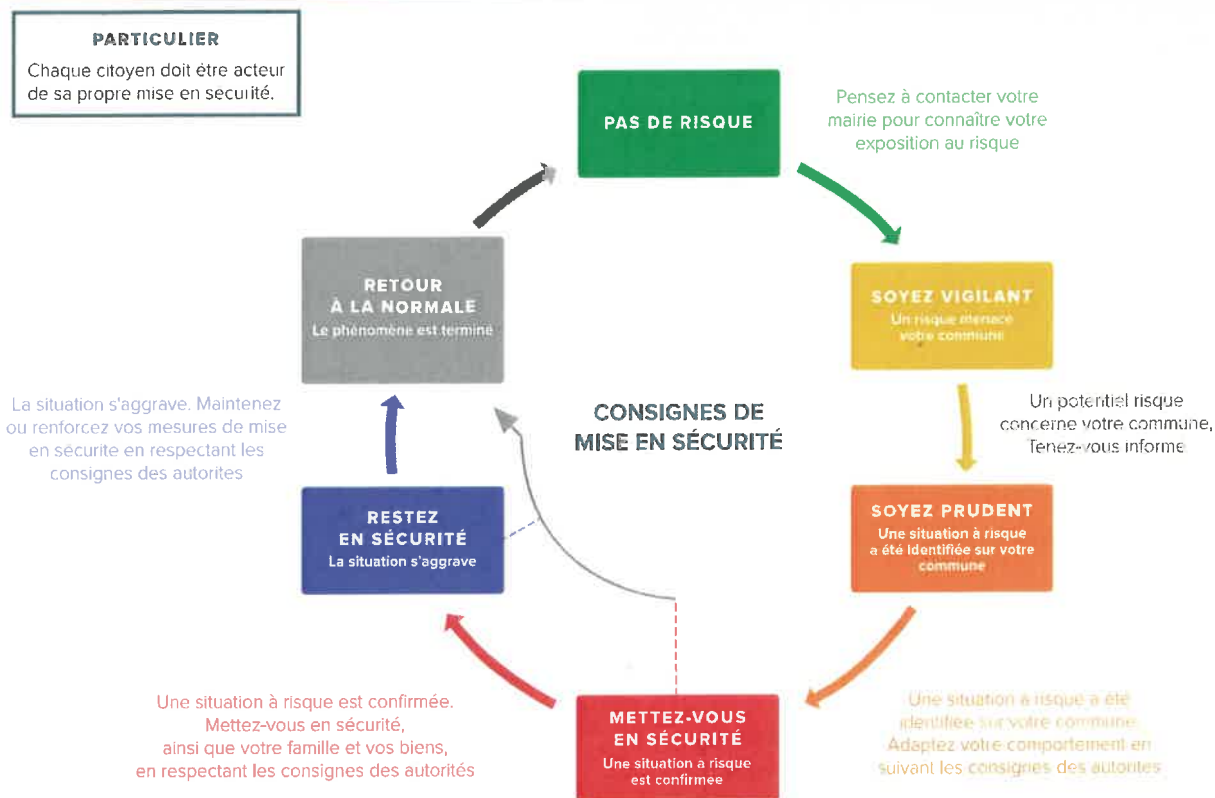 PARTICULIER
Chaque citoyen doit être acteur
de sa propre mise en securité.
PAS DE RISQUE
Pensez à contacter votre
mairie pour connaître votre
exposition au risque
SOYEZ VIGILANT
Un risque menace
votre commune
Un potentiel risque
concerne votre commune,
Tenez-vous informe
SOYEZ PRUDENT
Une situation à risque
a été identifiée sur votre
commune
Une situation à risque a été
identifiée sur votre commune
Adaptez votre comportement en
suivant les consignes des autorites
METTEZ-VOUS
EN SÉCURITÉ
Une situation à risque
est confirmée
Une situation à risque est confirmée.
Mettez-vous en sécurité,
ainsi que votre famille et vos biens,
en respectant les consignes des autorités
RESTEZ
EN SÉCURITÉ
La situation s'aggrave
La situation s'aggrave. Maintenez
ou renforcez vos mesures de mise
en sécurite en respectant les
consignes des autorites
RETOUR
À LA NORMALE
Le phénomène est terminé
CONSIGNES DE
MISE EN SÉCURITÉ